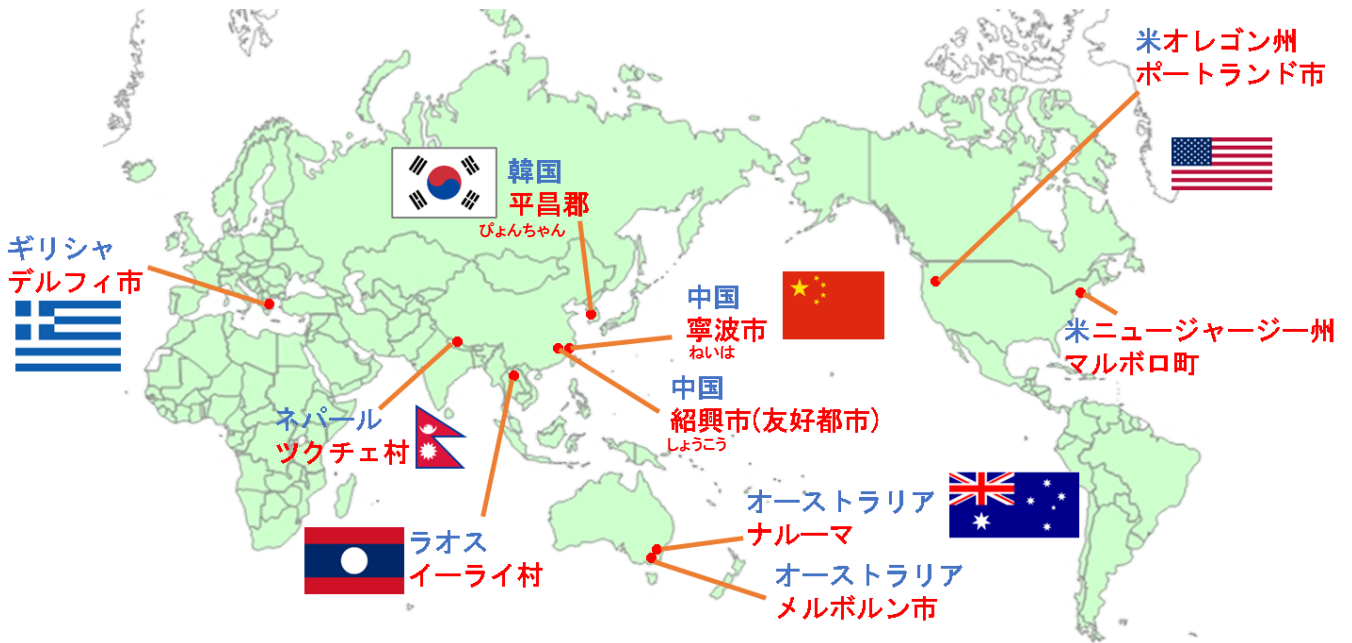 米オレゴン州
ポートランド市
韓国
平昌郡
ぴょんちゃん
ギリシャ
デルフィ市
中国
寧波市
ねいは
米ニュージャージー州
マルボロ町
中国
紹興市(友好都市)
しょうこう
ネパール
ツクチェ村
オーストラリア
ナルーマ
ラオス
イーライ村
オーストラリア
メルボルン市